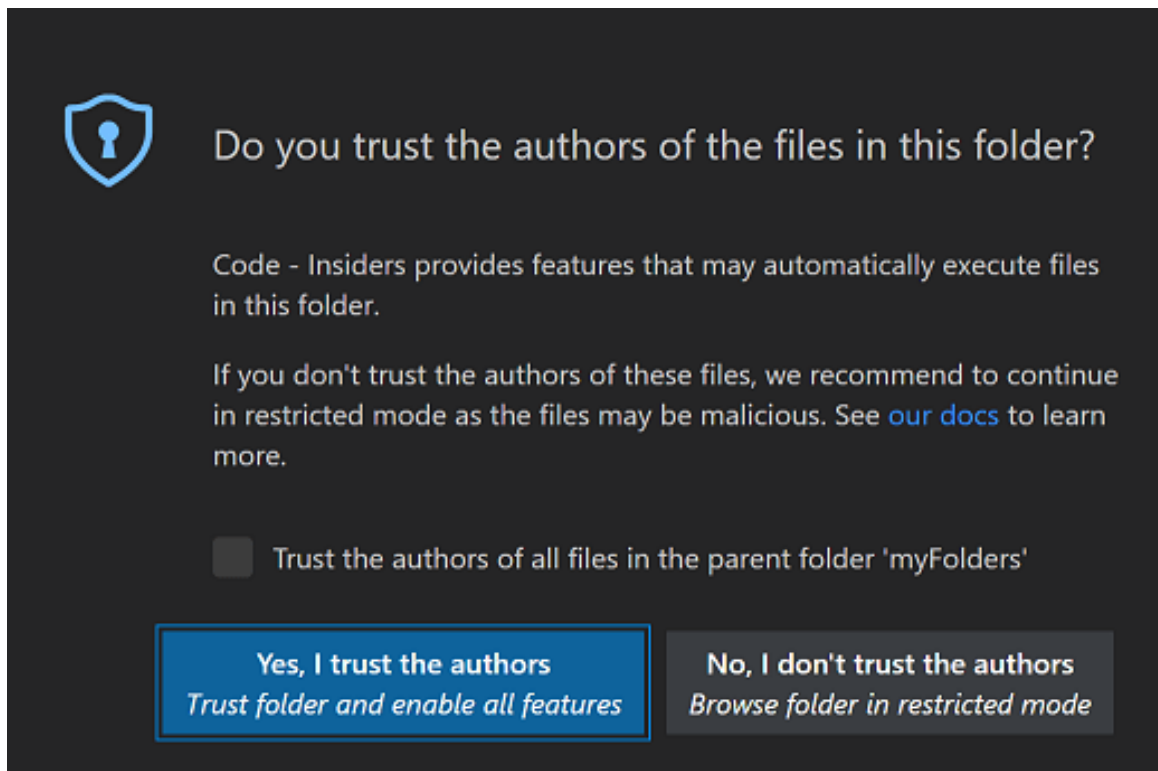 Do you trust the authors of the files in this folder?
Code - Insiders provides features that may automatically execute files
in this folder.
If you don't trust the authors of these files, we recommend to continue
in restricted mode as the files may be malicious. See our docs to learn
more.
Trust the authors of all files in the parent folder 'myFolders'
Yes, I trust the authors
Trust folder and enable all features
No, I don't trust the authors
Browse folder in restricted mode